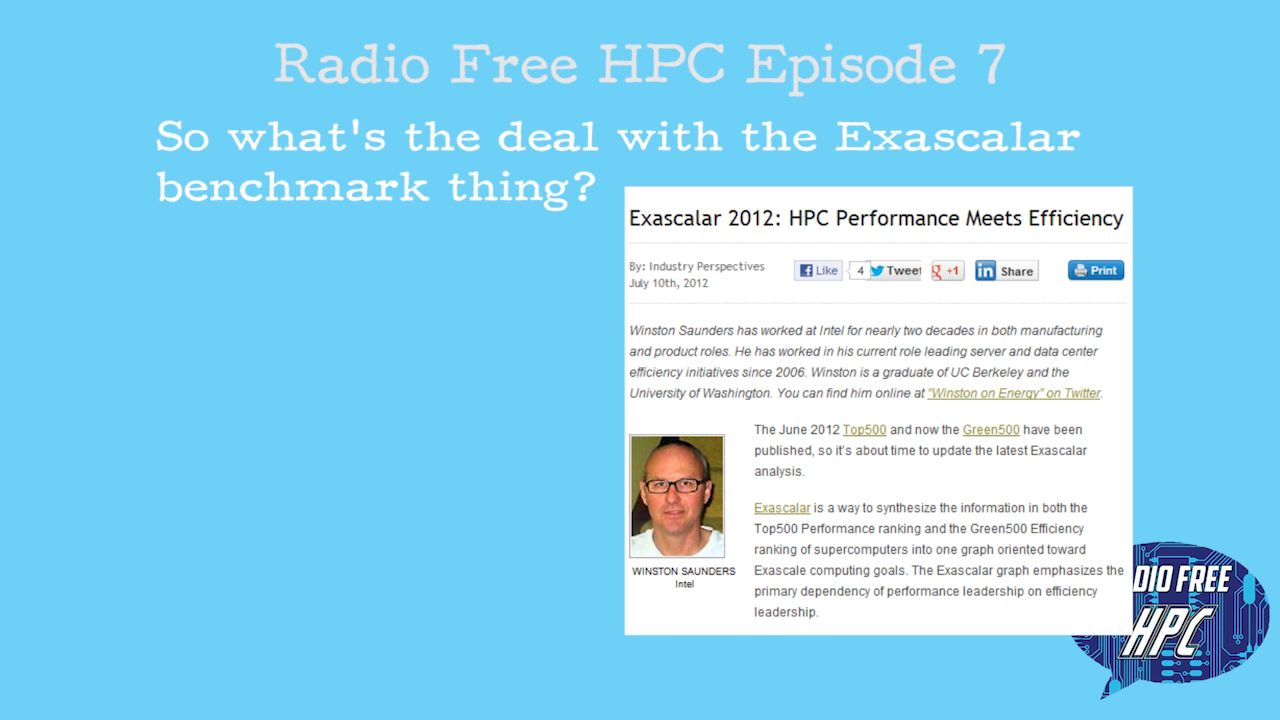 Radio Free HPC Episode 7
So what's the deal with the Exascalar
benchmark thing?
Exascalar 2012: HPC Performance Meets Efficiency
By: Industry Perspectives
July 10th, 2012
Like 4 Tweet +1 in Share Print
Winston Saunders has worked at Intel for nearly two decades in both manufacturing
and product roles. He has worked in his current role leading server and data center
efficiency initiatives since 2006. Winston is a graduate of UC Berkeley and the
University of Washington. You can find him online at "Winston on Energy" on Twitter.
The June 2012 Top500 and now the Green500 have been
published, so it's about time to update the latest Exascalar
analysis.
Exascalar is a way to synthesize the information in both the
Top500 Performance ranking and the Green500 Efficiency
ranking of supercomputers into one graph oriented toward
Exascale computing goals. The Exascalar graph emphasizes the
primary dependency of performance leadership on efficiency
leadership.
WINSTON SAUNDERS
Intel
DIO FREE
HPC